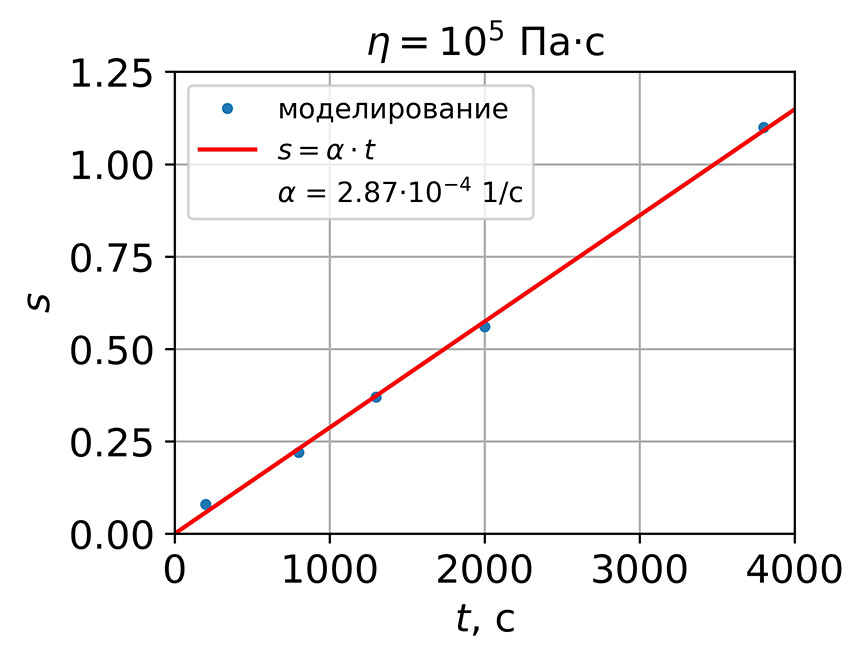 η = 10⁵ Па·с
1.25
1.00
0.75
0.50
0.25
0.00
s
моделирование
s = α · t
α = 2.87·10⁻⁴ 1/с
0 1000 2000 3000 4000
t, с